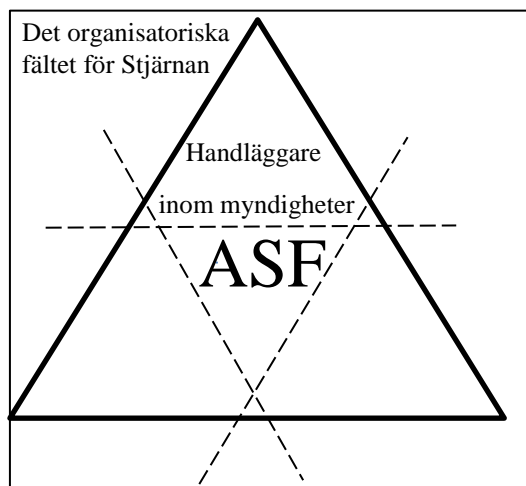 Det organisatoriska
fältet för Stjärnan
Handläggare
inom myndigheter
ASF